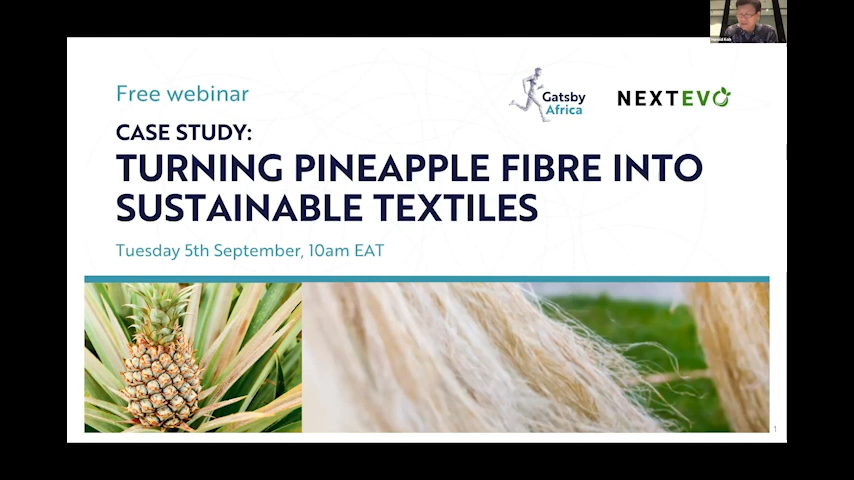 Free webinar
Gatsby
Africa
NEXTEVO
CASE STUDY:
TURNING PINEAPPLE FIBRE INTO
SUSTAINABLE TEXTILES
Tuesday 5th September, 10am EAT
1